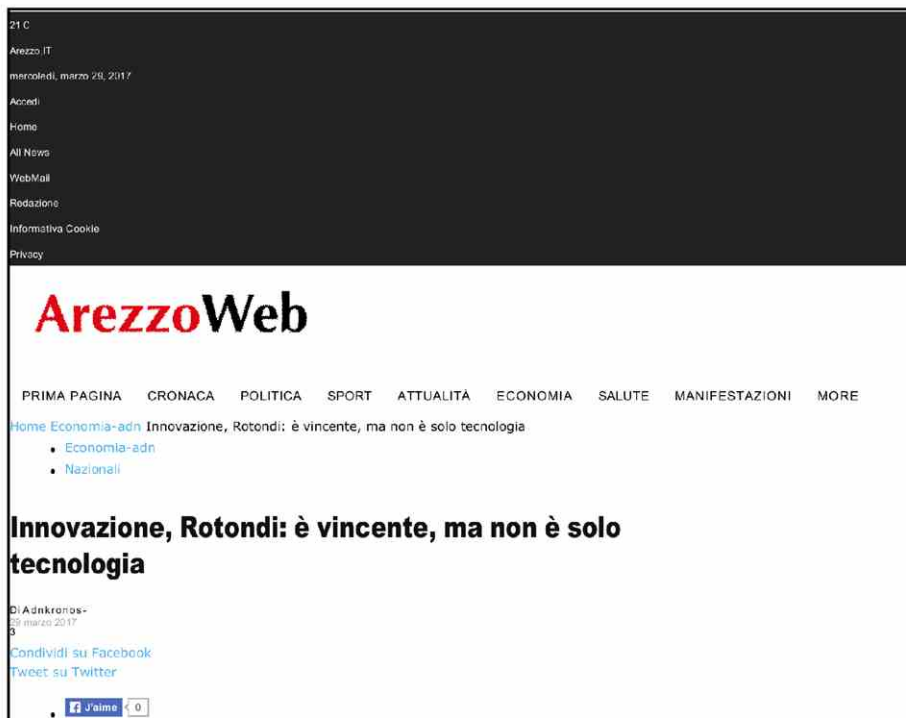 21 C
Arezzo,IT
mercoledì, marzo 29, 2017
Accedi
Home
All News
WebMail
Redazione
Informativa Cookie
Privacy
ArezzoWeb
PRIMA PAGINA CRONACA POLITICA SPORT ATTUALITÀ ECONOMIA SALUTE MANIFESTAZIONI MORE
Home Economia-adn Innovazione, Rotondi: è vincente, ma non è solo tecnologia
• Economia-adn
• Nazionali
Innovazione, Rotondi: è vincente, ma non è solo
tecnologia
Di Adnkronos-
29 marzo 2017
3
Condividi su Facebook
Tweet su Twitter
• J'aime 0